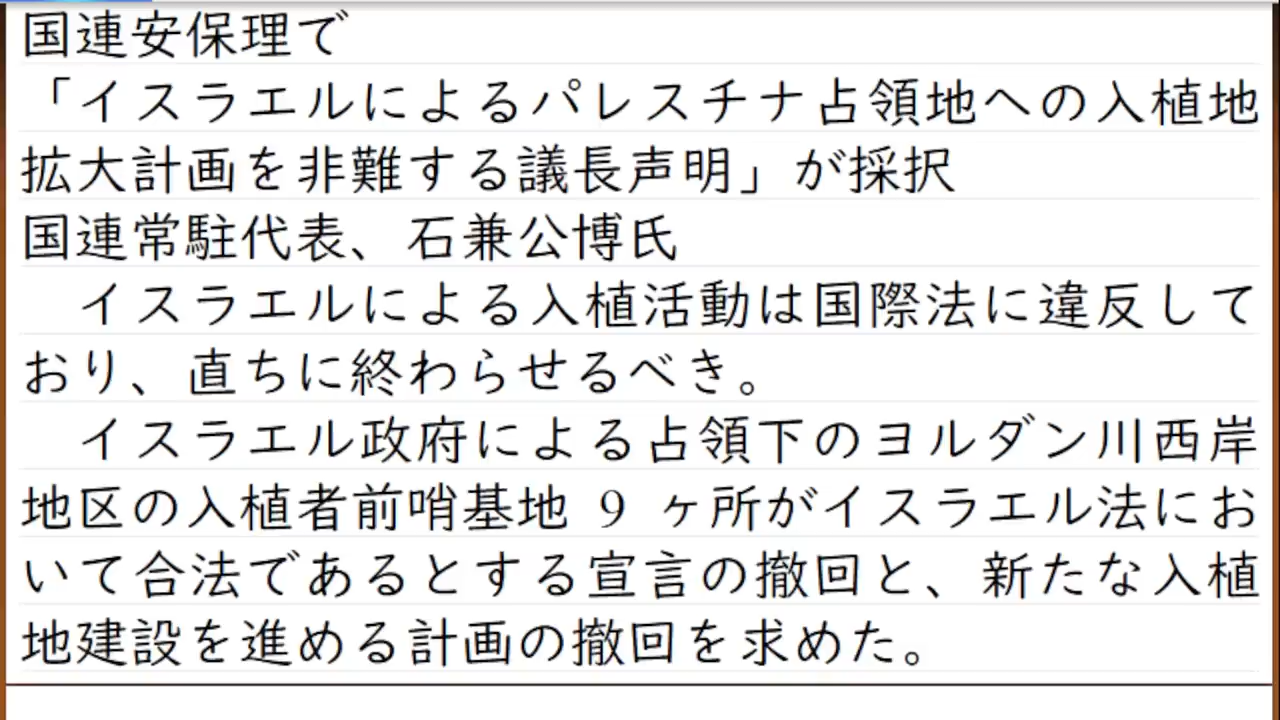 国連安保理で
「イスラエルによるパレスチナ占領地への入植地
拡大計画を非難する議長声明」が採択
国連常駐代表、石兼公博氏
　イスラエルによる入植活動は国際法に違反して
おり、直ちに終わらせるべき。
　イスラエル政府による占領下のヨルダン川西岸
地区の入植者前哨基地 9 ヶ所がイスラエル法にお
いて合法であるとする宣言の撤回と、新たな入植
地建設を進める計画の撤回を求めた。